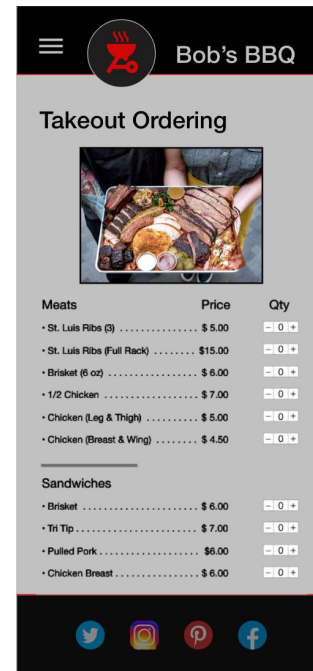 Bob's BBQ
Takeout Ordering
Meats Price Qty
• St. Luis Ribs (3) . . . . . . . . . . . . . . . $ 5.00 − 0 +
• St. Luis Ribs (Full Rack) . . . . . . . . $15.00 − 0 +
• Brisket (6 oz) . . . . . . . . . . . . . . . . . $ 6.00 − 0 +
• 1/2 Chicken . . . . . . . . . . . . . . . . . . $ 7.00 − 0 +
• Chicken (Leg & Thigh) . . . . . . . . . . $ 5.00 − 0 +
• Chicken (Breast & Wing) . . . . . . . . $ 4.50 − 0 +
Sandwiches
• Brisket . . . . . . . . . . . . . . . . . . . . . . $ 6.00 − 0 +
• Tri Tip . . . . . . . . . . . . . . . . . . . . . . . $ 7.00 − 0 +
• Pulled Pork . . . . . . . . . . . . . . . . . . . $6.00 − 0 +
• Chicken Breast . . . . . . . . . . . . . . . $ 6.00 − 0 +